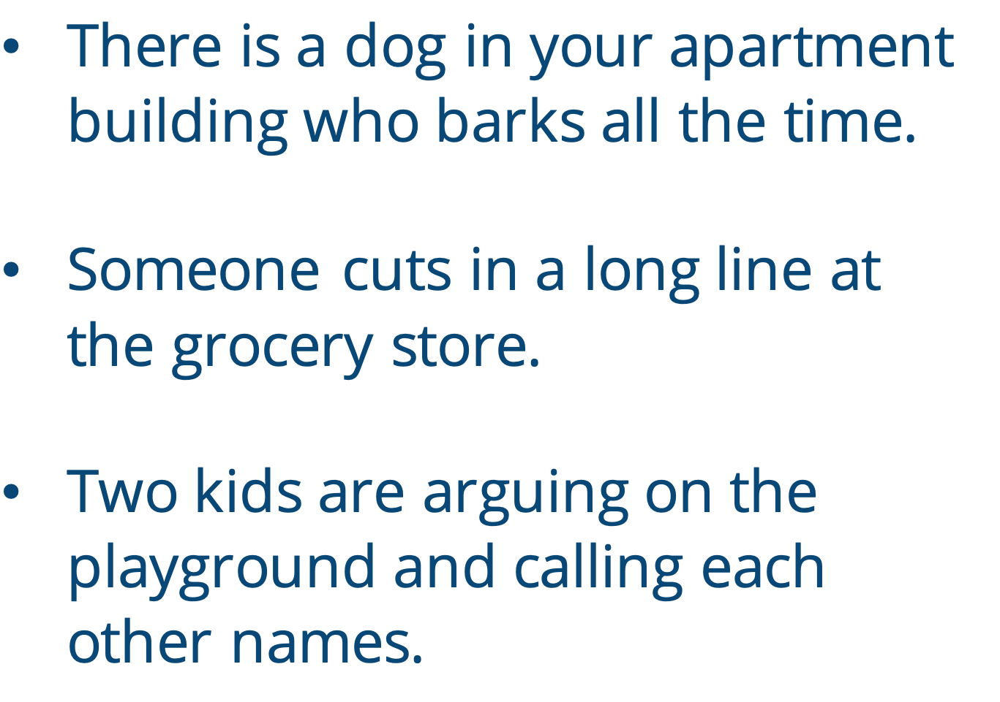 • There is a dog in your apartment
building who barks all the time.
• Someone cuts in a long line at
the grocery store.
• Two kids are arguing on the
playground and calling each
other names.